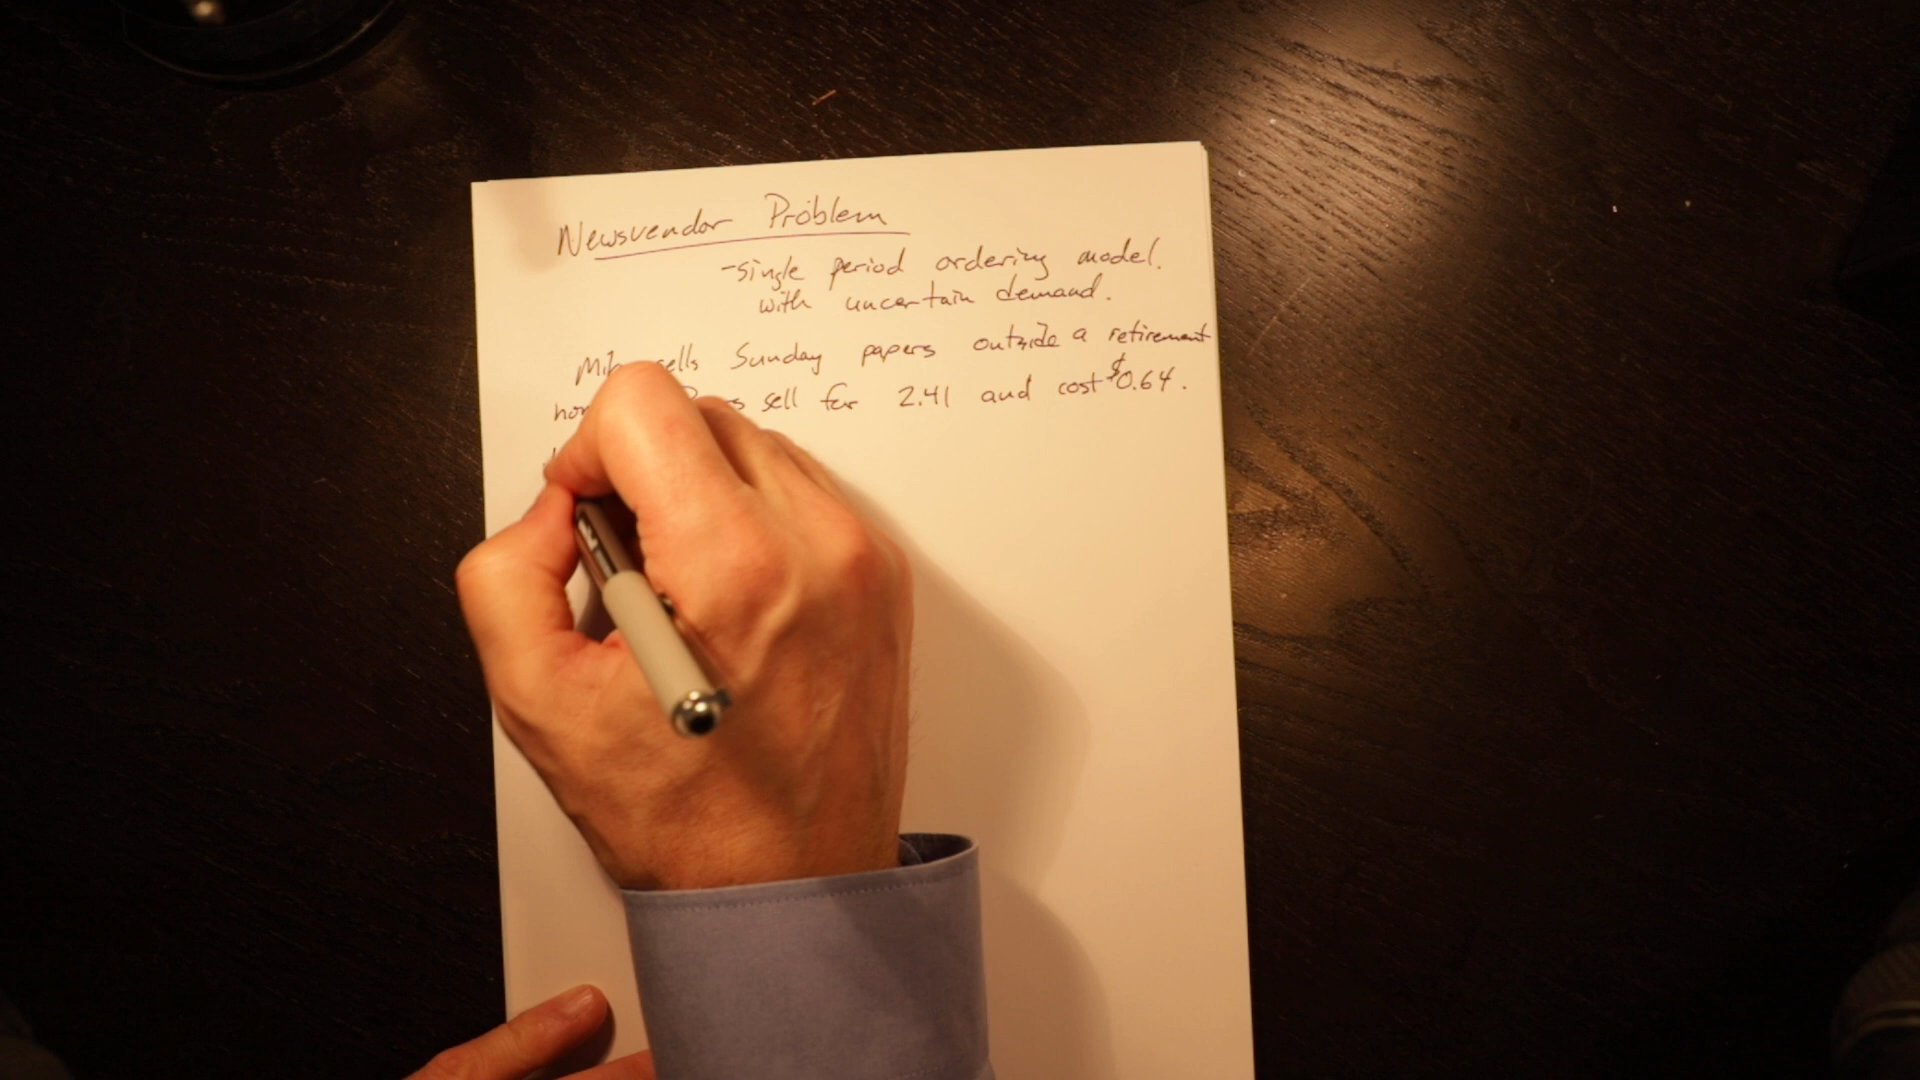 Newsvendor Problem
-single period ordering model.
with uncertain demand.
sells Sunday papers outside a retirement
sell for 2.41 and cost $0.64.